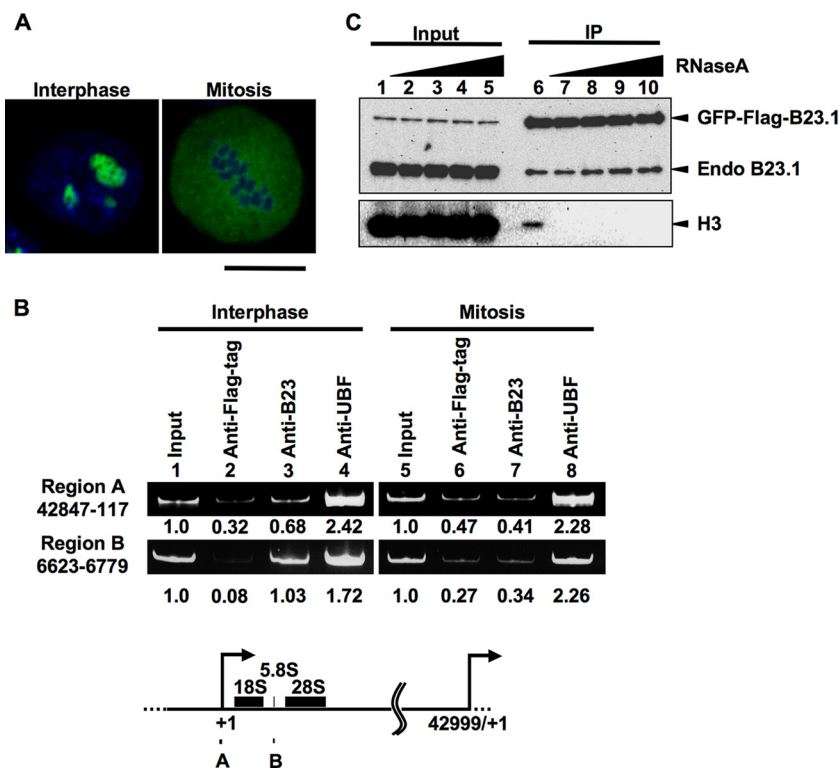 A
Interphase
Mitosis
C
Input
IP
RNaseA
1 2 3 4 5 6 7 8 9 10
GFP-Flag-B23.1
Endo B23.1
H3
B
Interphase
Mitosis
Input
Anti-Flag-tag
Anti-B23
Anti-UBF
Input
Anti-Flag-tag
Anti-B23
Anti-UBF
1 2 3 4 5 6 7 8
Region A
42847-117
1.0 0.32 0.68 2.42 1.0 0.47 0.41 2.28
Region B
6623-6779
1.0 0.08 1.03 1.72 1.0 0.27 0.34 2.26
5.8S
18S 28S
+1
42999/+1
A B